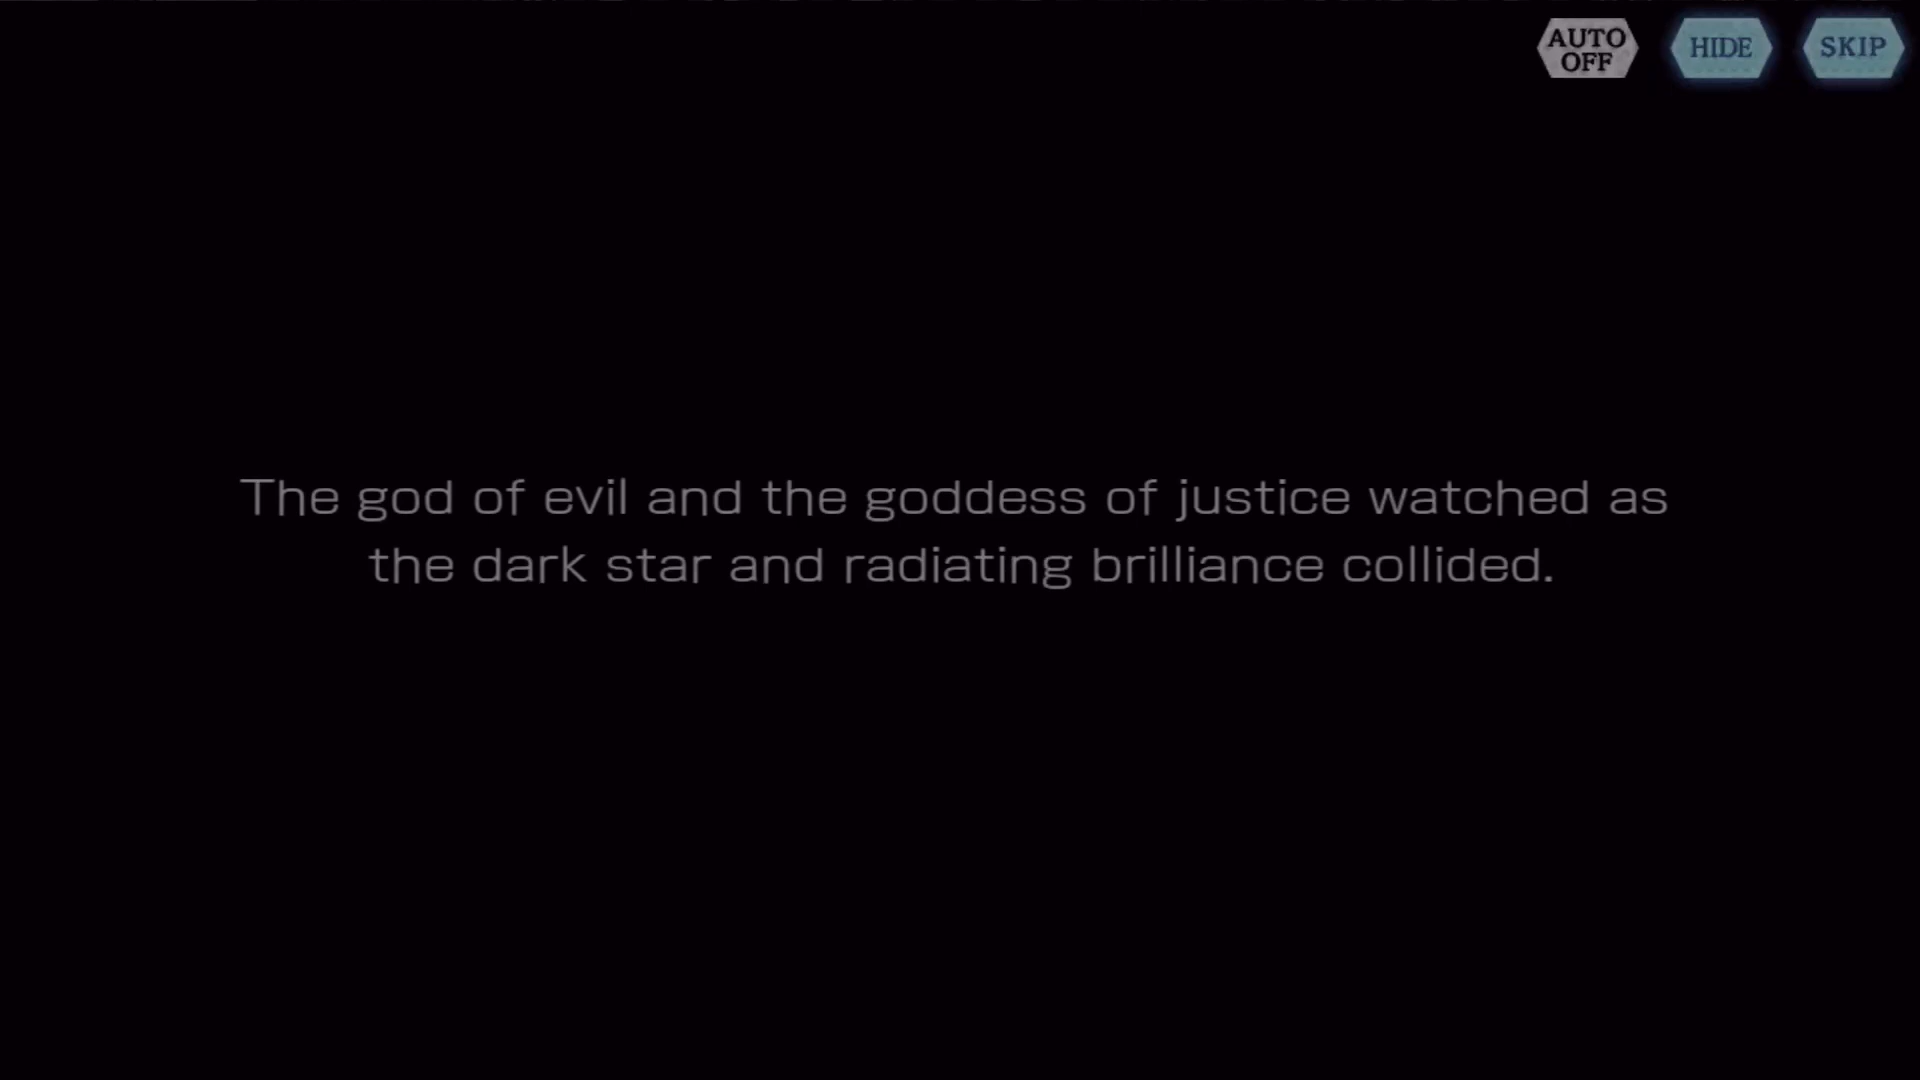 AUTO
OFF
HIDE
SKIP
The god of evil and the goddess of justice watched as
the dark star and radiating brilliance collided.